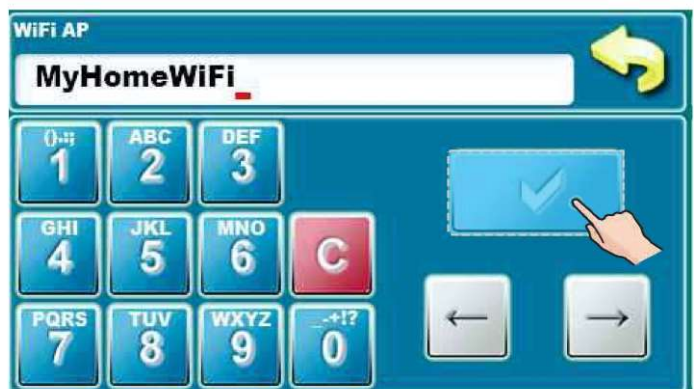 WiFi AP
MyHomeWiFi_
().:; ABC DEF
1 2 3
GHI JKL MNO
4 5 6 C
← →
PQRS TUV WXYZ _-+!?
7 8 9 0